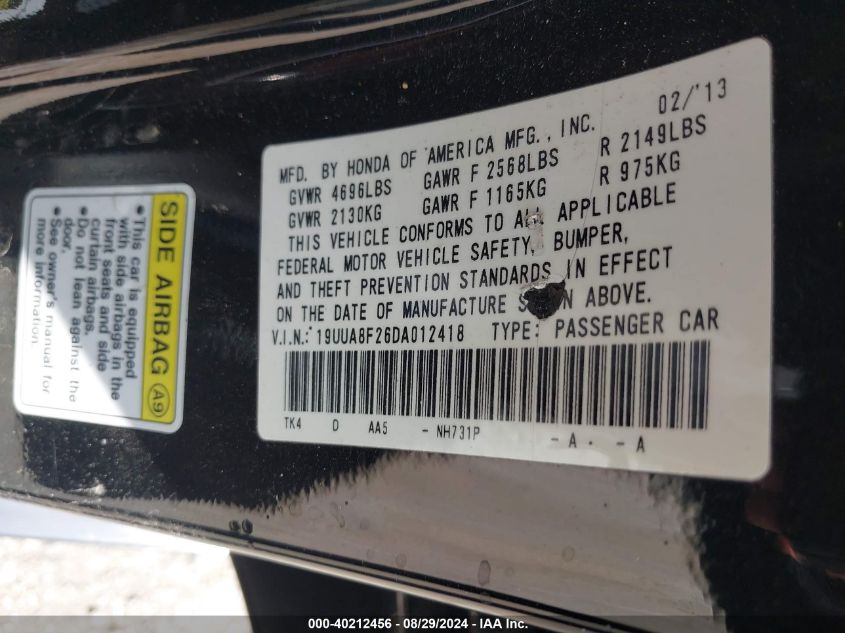 MFD. BY HONDA OF AMERICA MFG., INC. 02/'13
GVWR 4696LBS GAWR F 2568LBS R 2149LBS
GVWR 2130KG GAWR F 1165KG R 975KG
THIS VEHICLE CONFORMS TO ALL APPLICABLE
FEDERAL MOTOR VEHICLE SAFETY, BUMPER,
AND THEFT PREVENTION STANDARDS IN EFFECT
ON THE DATE OF MANUFACTURE ABOVE.
V.I.N.: 19UUA8F26DA012418 TYPE: PASSENGER CAR
TK4 D AA5 - NH731P - A - - A
SIDE AIRBAG A9
•This car is equipped
with side airbags in the
front seats and side
curtain airbags.
•Do not lean against the
door.
•See owner's manual for
more information.
000-40212456 - 08/29/2024 - IAA Inc.